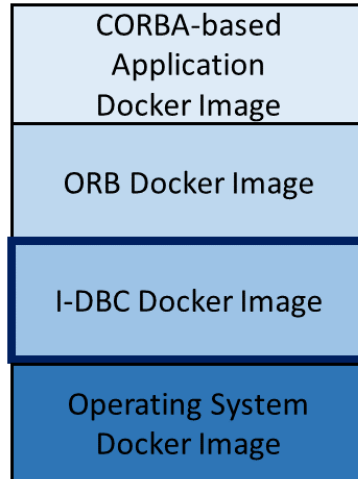 CORBA-based
Application
Docker Image
ORB Docker Image
I-DBC Docker Image
Operating System
Docker Image